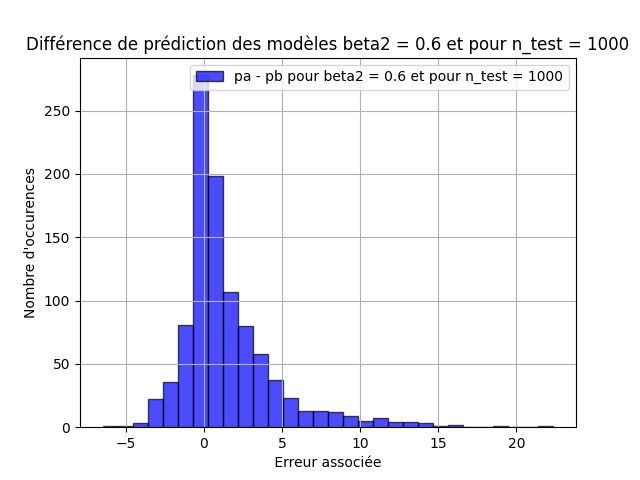 Différence de prédiction des modèles beta2 = 0.6 et pour n_test = 1000
pa - pb pour beta2 = 0.6 et pour n_test = 1000
250
200
150
100
50
0
Nombre d'occurences
−5 0 5 10 15 20
Erreur associée